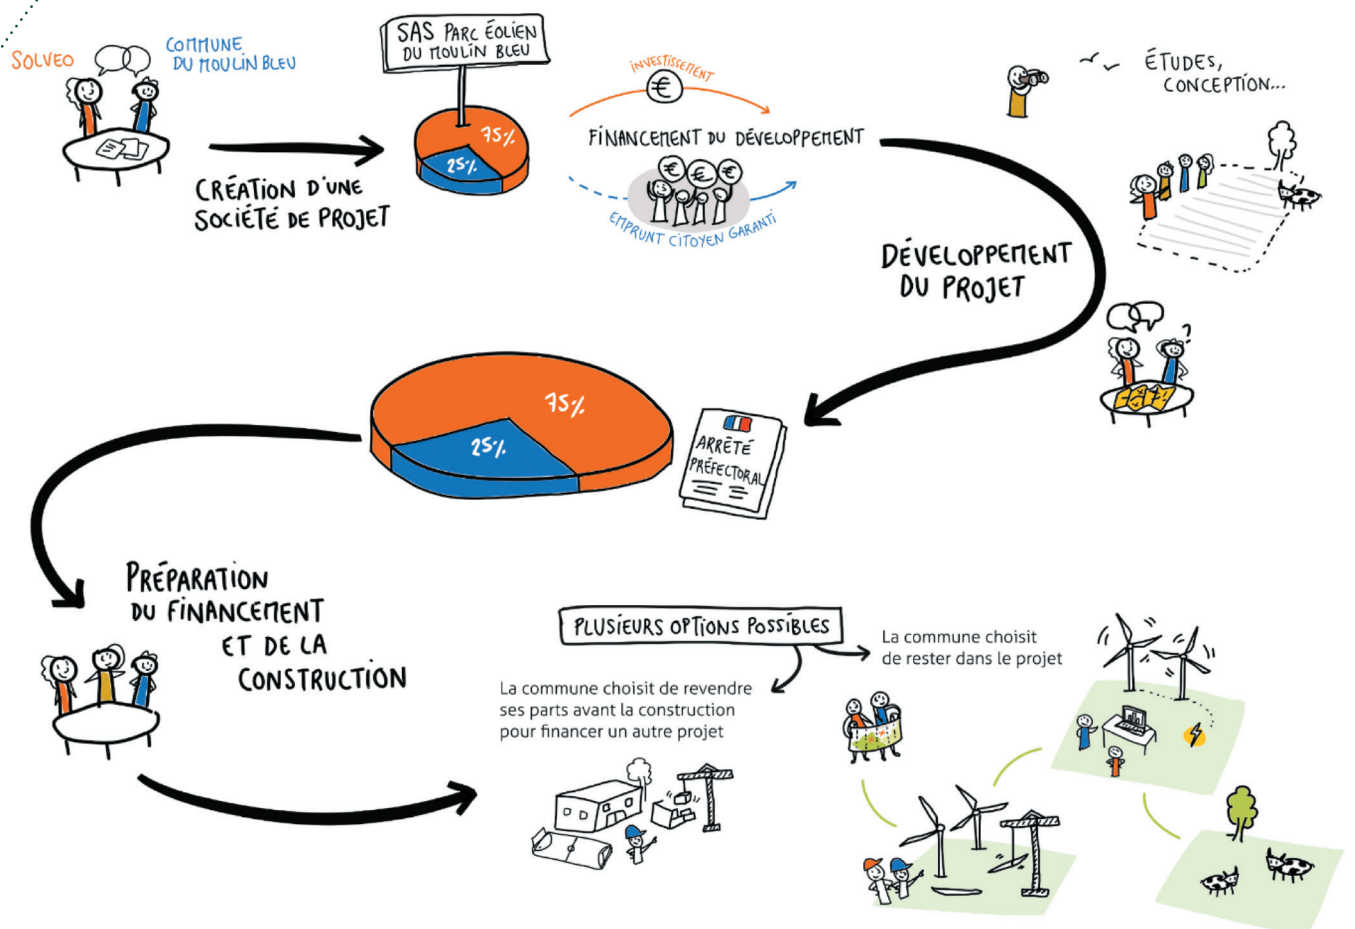 SOLVEO
COMMUNE
DU MOULIN BLEU
SAS PARC ÉOLIEN
DU MOULIN BLEU
75%
25%
CRÉATION D'UNE
SOCIÉTÉ DE PROJET
INVESTISSEMENT
€
FINANCEMENT DU DÉVELOPPEMENT
€ € €
EMPRUNT CITOYEN GARANTI
ÉTUDES,
CONCEPTION...
DÉVELOPPEMENT
DU PROJET
?
75%
25%
ARRÊTÉ
PRÉFECTORAL
PRÉPARATION
DU FINANCEMENT
ET DE LA
CONSTRUCTION
PLUSIEURS OPTIONS POSSIBLES
La commune choisit
de rester dans le projet
La commune choisit de revendre
ses parts avant la construction
pour financer un autre projet